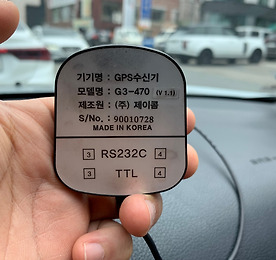 기기명 : GPS수신기
모델명 : G3-470 (V 1.1)
제조원 : (주) 제이콤
S/No. : 90010728
MADE IN KOREA
3 RS232C 4
3 TTL 4